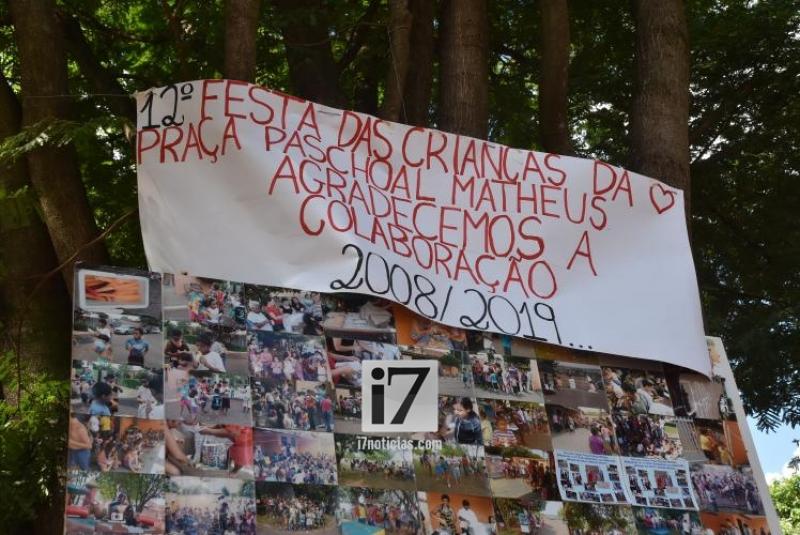 12º FESTA DAS CRIANÇAS DA
PRAÇA PASCHOAL MATHEUS
AGRADECEMOS A
COLABORAÇÃO
2008/2019...
i7
i7noticias.com